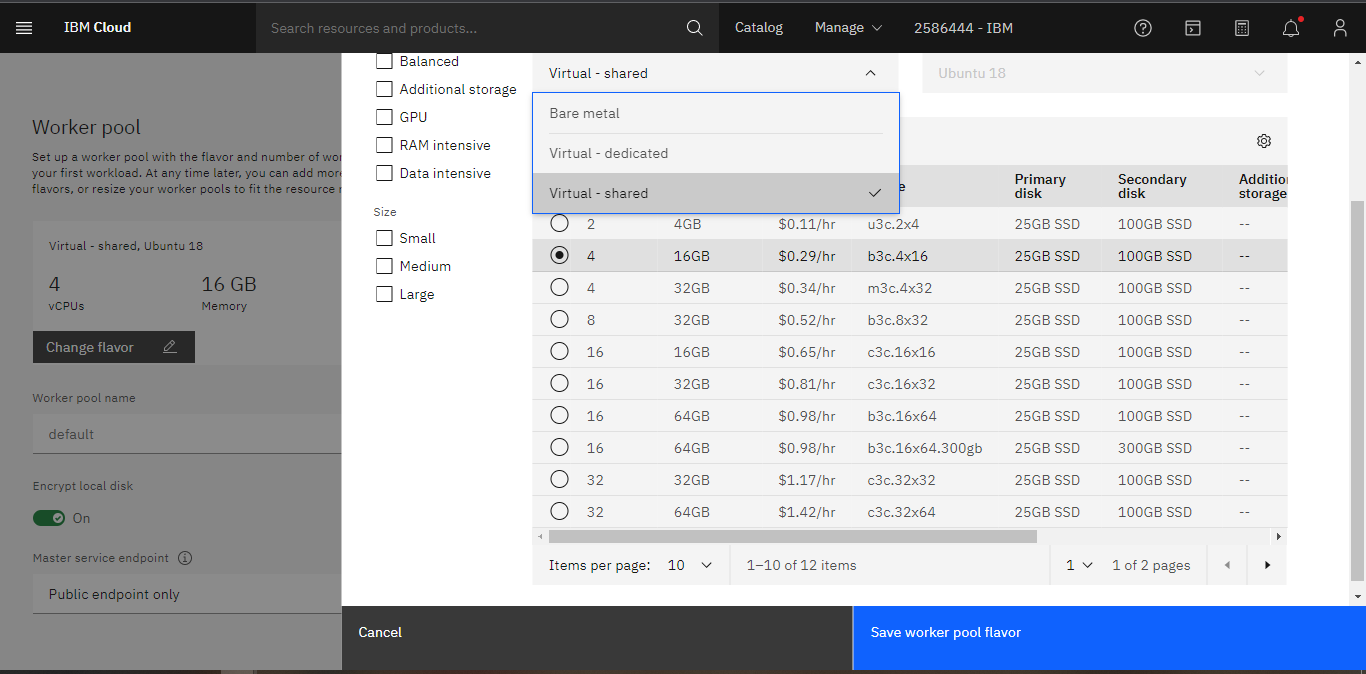 IBM Cloud
Search resources and products...
Catalog
Manage
2586444 - IBM
Worker pool
Set up a worker pool with the flavor and number of wor
your first workload. At any time later, you can add more
flavors, or resize your worker pools to fit the resource
Virtual - shared, Ubuntu 18
4
vCPUs
16 GB
Memory
Change flavor
Worker pool name
default
Encrypt local disk
On
Master service endpoint
Public endpoint only
Balanced
Additional storage
GPU
RAM intensive
Data intensive
Size
Small
Medium
Large
Virtual - shared
Bare metal
Virtual - dedicated
Virtual - shared
Ubuntu 18
e Primary disk Secondary disk Additio storage
2 4GB $0.11/hr u3c.2x4 25GB SSD 100GB SSD --
4 16GB $0.29/hr b3c.4x16 25GB SSD 100GB SSD --
4 32GB $0.34/hr m3c.4x32 25GB SSD 100GB SSD --
8 32GB $0.52/hr b3c.8x32 25GB SSD 100GB SSD --
16 16GB $0.65/hr c3c.16x16 25GB SSD 100GB SSD --
16 32GB $0.81/hr c3c.16x32 25GB SSD 100GB SSD --
16 64GB $0.98/hr b3c.16x64 25GB SSD 100GB SSD --
16 64GB $0.98/hr b3c.16x64.300gb 25GB SSD 300GB SSD --
32 32GB $1.17/hr c3c.32x32 25GB SSD 100GB SSD --
32 64GB $1.42/hr c3c.32x64 25GB SSD 100GB SSD --
Items per page: 10
1–10 of 12 items
1
1 of 2 pages
Cancel
Save worker pool flavor